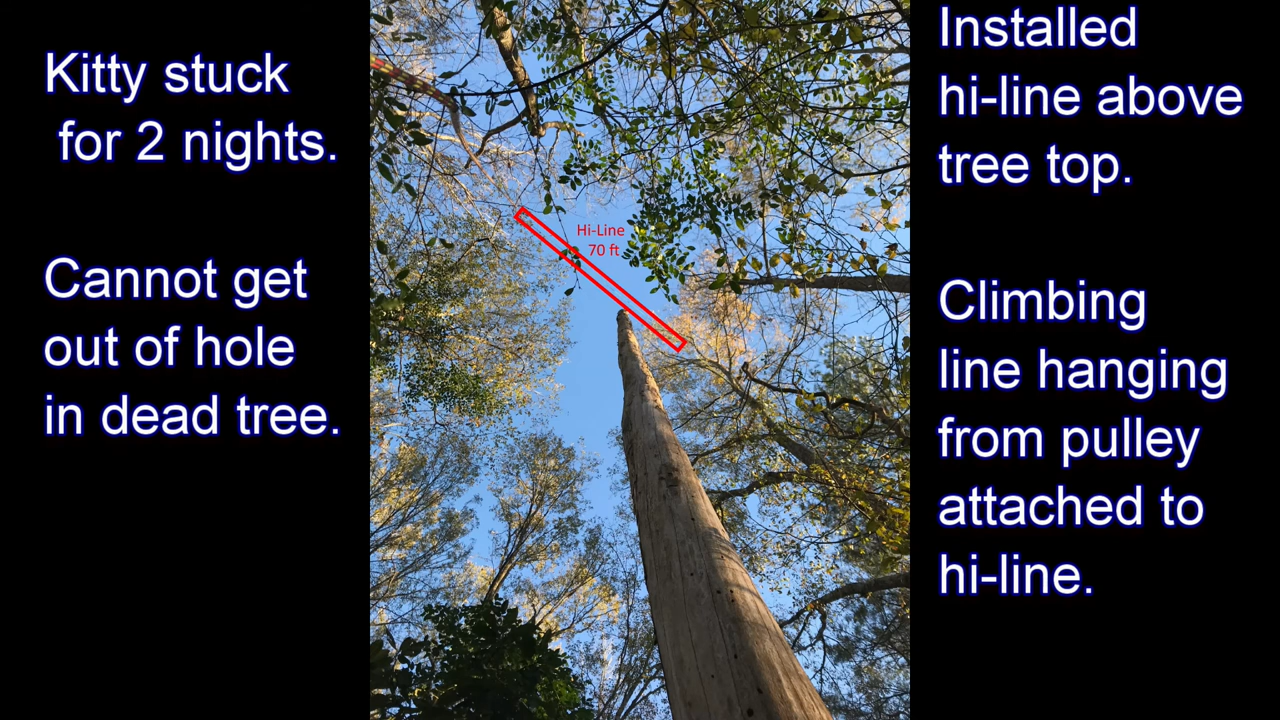 Kitty stuck
for 2 nights.
Cannot get
out of hole
in dead tree.
Hi-Line
70 ft
Installed
hi-line above
tree top.
Climbing
line hanging
from pulley
attached to
hi-line.